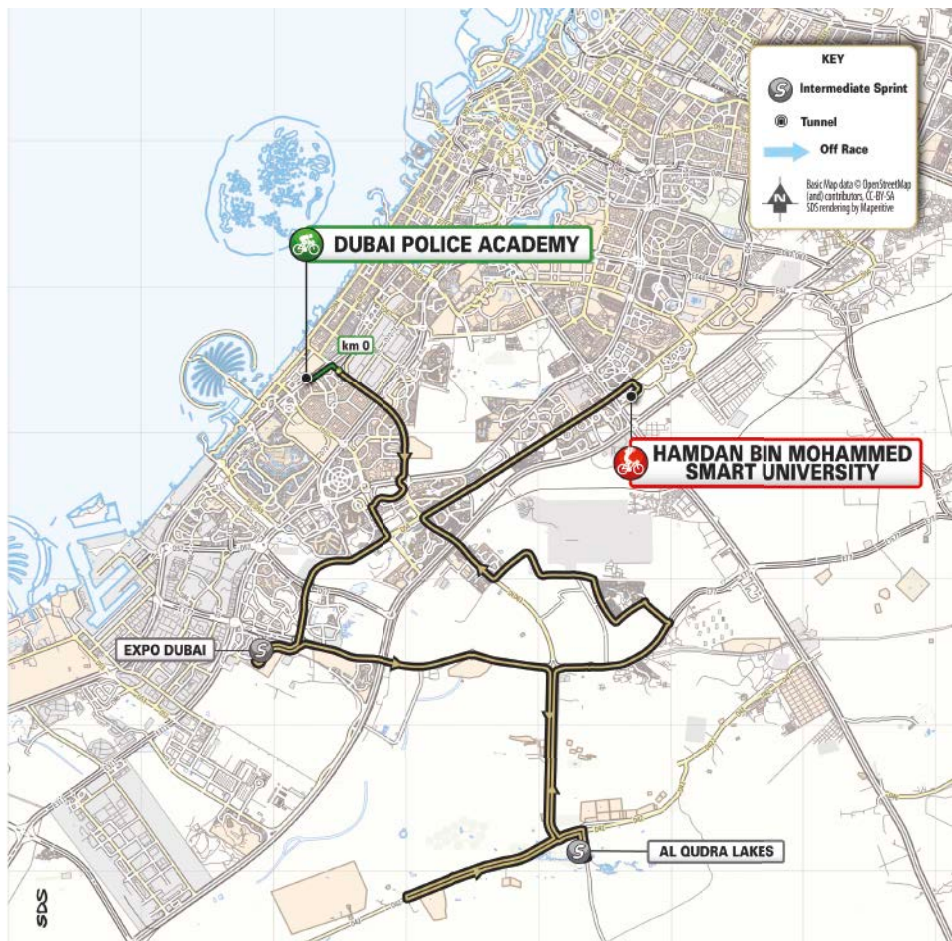 KEY
S
Intermediate Sprint
Tunnel
Off Race
N
Basic Map data © OpenStreetMap
(and) contributors, CC-BY-SA
SDS rendering by Maperitive
DUBAI POLICE ACADEMY
km 0
HAMDAN BIN MOHAMMED
SMART UNIVERSITY
EXPO DUBAI
S
S
AL QUDRA LAKES
SDS